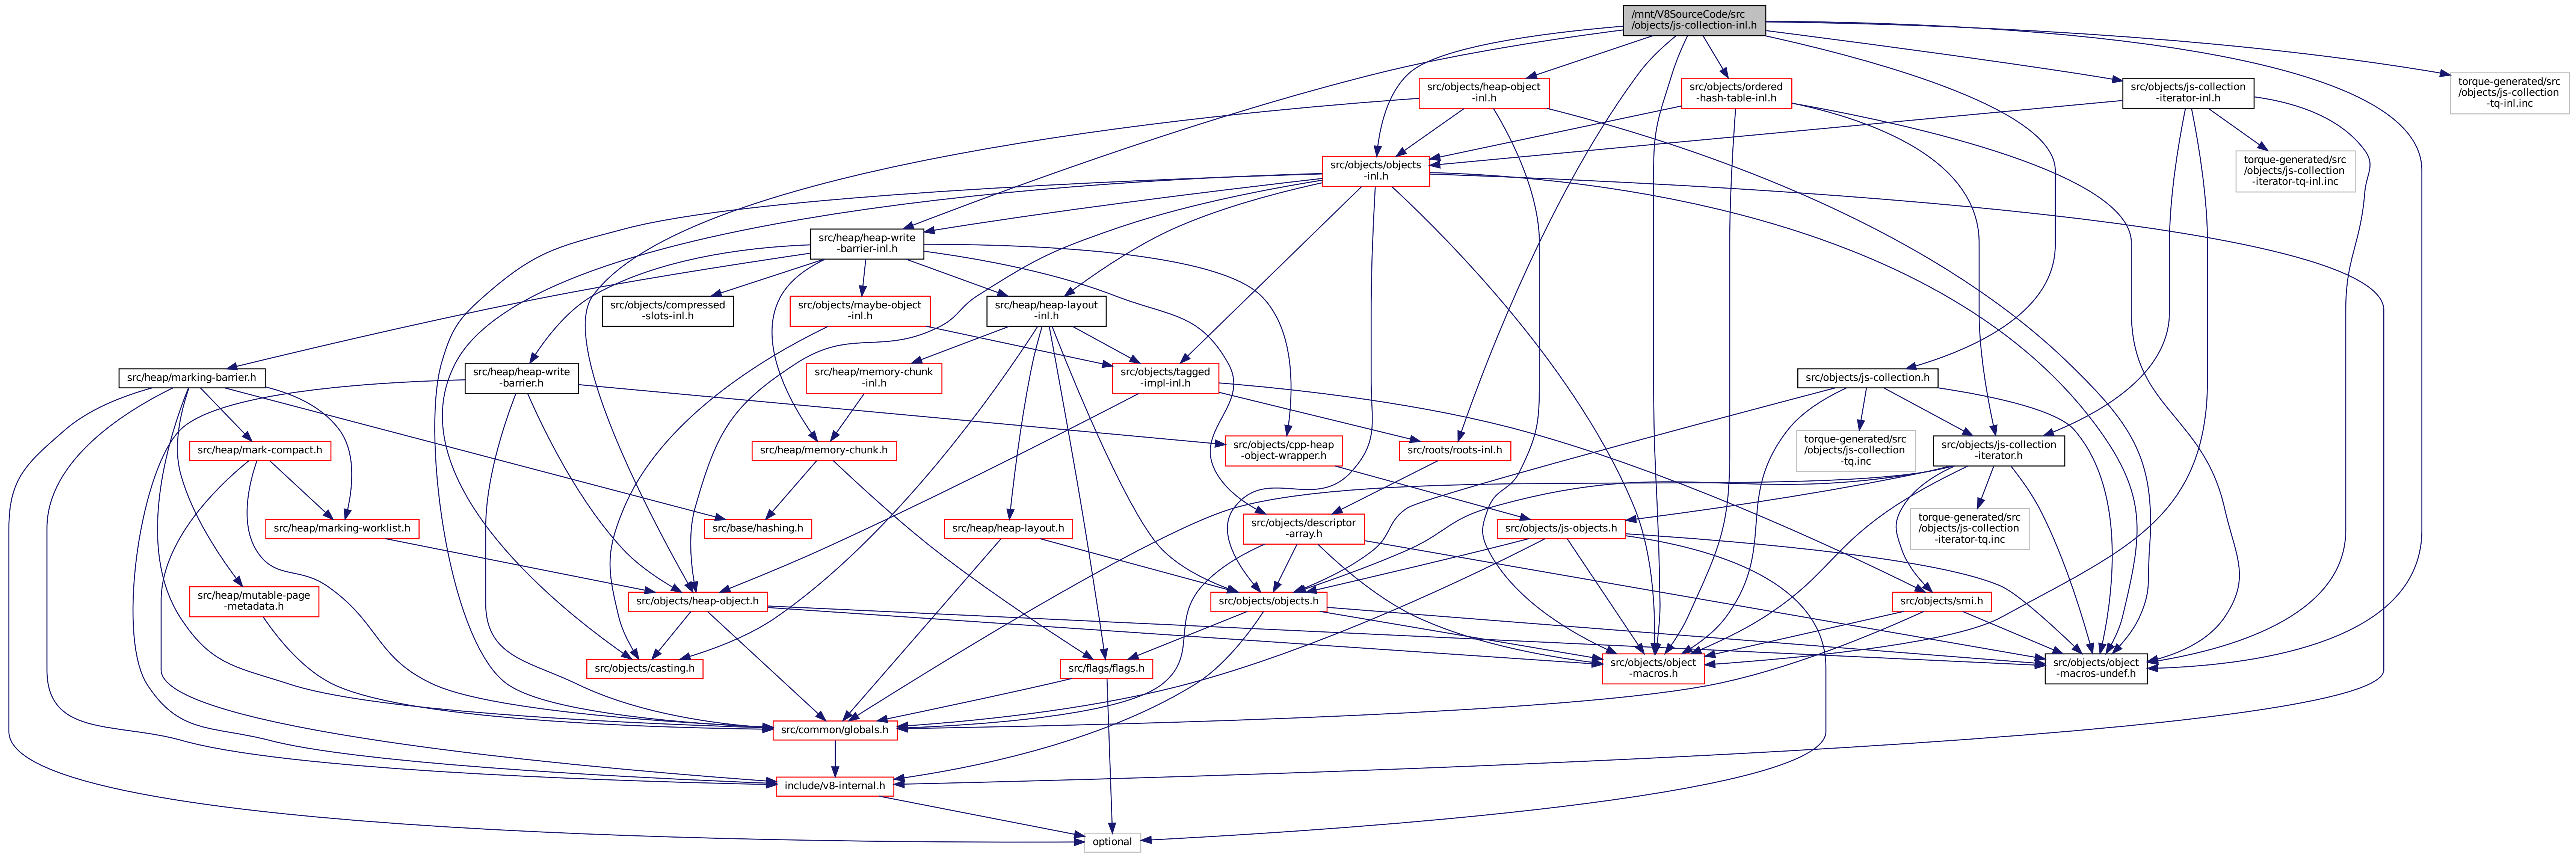 /mnt/V8SourceCode/src
/objects/js-collection-inl.h
src/objects/heap-object
-inl.h
src/objects/ordered
-hash-table-inl.h
src/objects/js-collection
-iterator-inl.h
torque-generated/src
/objects/js-collection
-tq-inl.inc
src/objects/objects
-inl.h
torque-generated/src
/objects/js-collection
-iterator-tq-inl.inc
src/heap/heap-write
-barrier-inl.h
src/objects/compressed
-slots-inl.h
src/objects/maybe-object
-inl.h
src/heap/heap-layout
-inl.h
src/heap/marking-barrier.h
src/heap/heap-write
-barrier.h
src/heap/memory-chunk
-inl.h
src/objects/tagged
-impl-inl.h
src/objects/js-collection.h
src/heap/mark-compact.h
src/heap/memory-chunk.h
src/objects/cpp-heap
-object-wrapper.h
src/roots/roots-inl.h
torque-generated/src
/objects/js-collection
-tq.inc
src/objects/js-collection
-iterator.h
src/heap/marking-worklist.h
src/base/hashing.h
src/heap/heap-layout.h
src/objects/descriptor
-array.h
src/objects/js-objects.h
torque-generated/src
/objects/js-collection
-iterator-tq.inc
src/heap/mutable-page
-metadata.h
src/objects/heap-object.h
src/objects/objects.h
src/objects/smi.h
src/objects/casting.h
src/flags/flags.h
src/objects/object
-macros.h
src/objects/object
-macros-undef.h
src/common/globals.h
include/v8-internal.h
optional